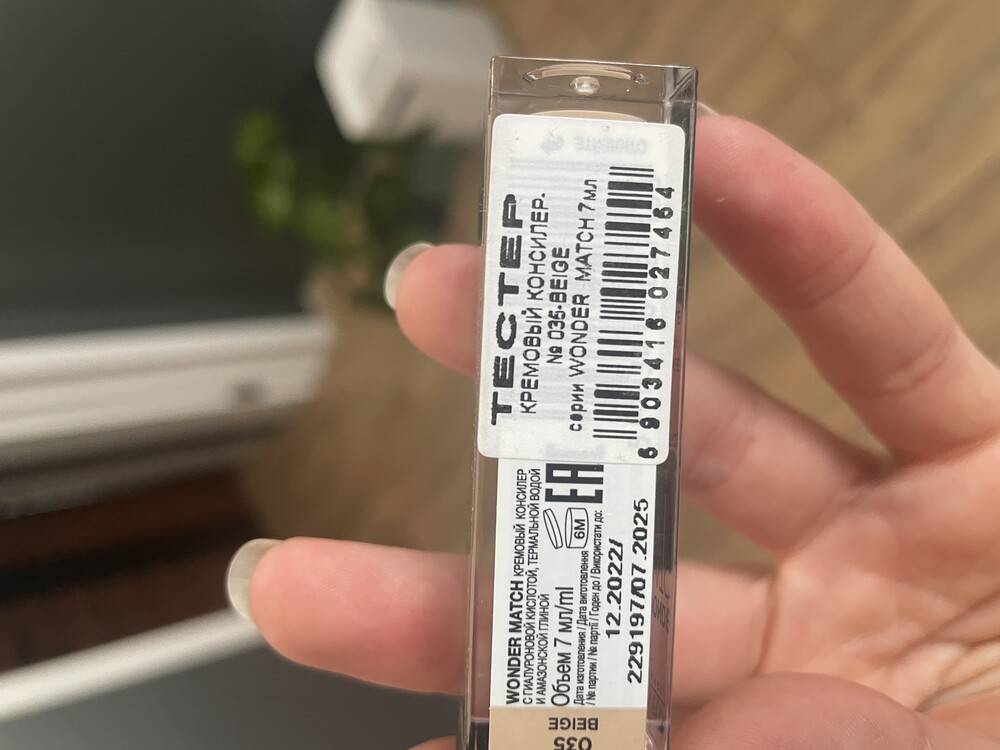 ТЕСТЕР
КРЕМОВЫЙ КОНСИЛЕР.
№ 035-BEIGE
серии WONDER MATCH 7мл
6 903416 027464
WONDER MATCH КРЕМОВЫЙ КОНСИЛЕР
С ГИАЛУРОНОВОЙ КИСЛОТОЙ, ТЕРМАЛЬНОЙ ВОДОЙ
И АМАЗОНСКОЙ ГЛИНОЙ
EAC
6M
Объем 7 мл/ml
Дата изготовления / Дата виготовлення
/ № партии / № партії / Годен до / Використати до:
12.2022/
229197/07.2025
035
BEIGE